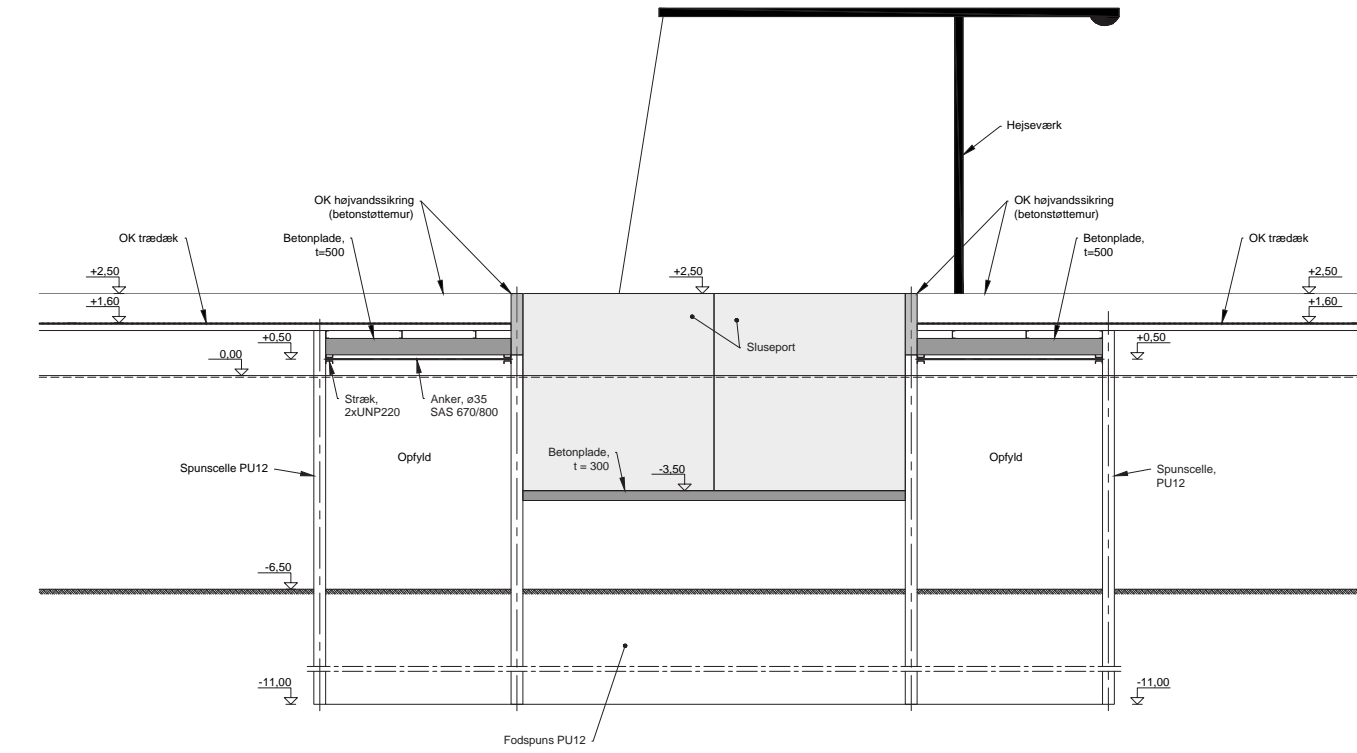 Hejseværk
OK højvandssikring
(betonstøttemur)
OK højvandssikring
(betonstøttemur)
OK trædæk
Betonplade,
t=500
Betonplade,
t=500
OK trædæk
+2,50
+2,50
+2,50
+1,60
+1,60
+0,50
+0,50
Sluseport
0,00
Stræk,
2xUNP220
Anker, ø35
SAS 670/800
Betonplade,
t = 300
-3,50
Opfyld
Opfyld
Spunscelle PU12
Spunscelle,
PU12
-6,50
-11,00
-11,00
Fodspuns PU12